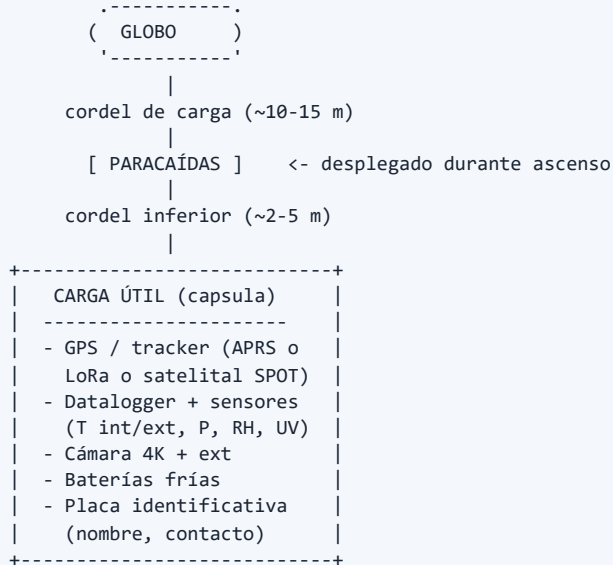 .-----------.
(  GLOBO      )
'-----------'
|
cordel de carga (~10-15 m)
|
[ PARACAÍDAS ]    <- desplegado durante ascenso
|
cordel inferior (~2-5 m)
|
+----------------------------+
|   CARGA ÚTIL (capsula)     |
|  ----------------------    |
|  - GPS / tracker (APRS o   |
|    LoRa o satelital SPOT)  |
|  - Datalogger + sensores   |
|    (T int/ext, P, RH, UV)  |
|  - Cámara 4K + ext         |
|  - Baterías frías          |
|  - Placa identificativa    |
|    (nombre, contacto)      |
+----------------------------+